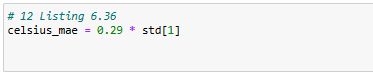 # 12 Listing 6.36
celsius_mae = 0.29 * std[1]